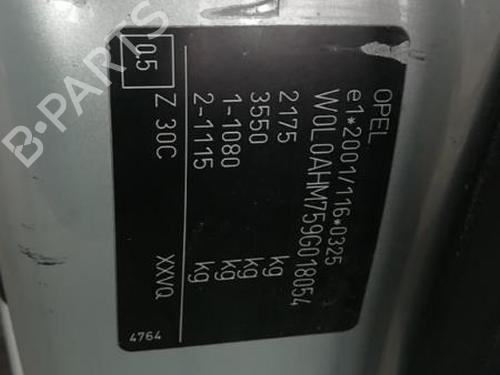 OPEL
e1*2001/116*0325
W0L0AHM759G018054
2175 kg
3550 kg
1-1080 kg
2-1115 kg
0.5 Z 30C XXVQ
4764
B-PARTS